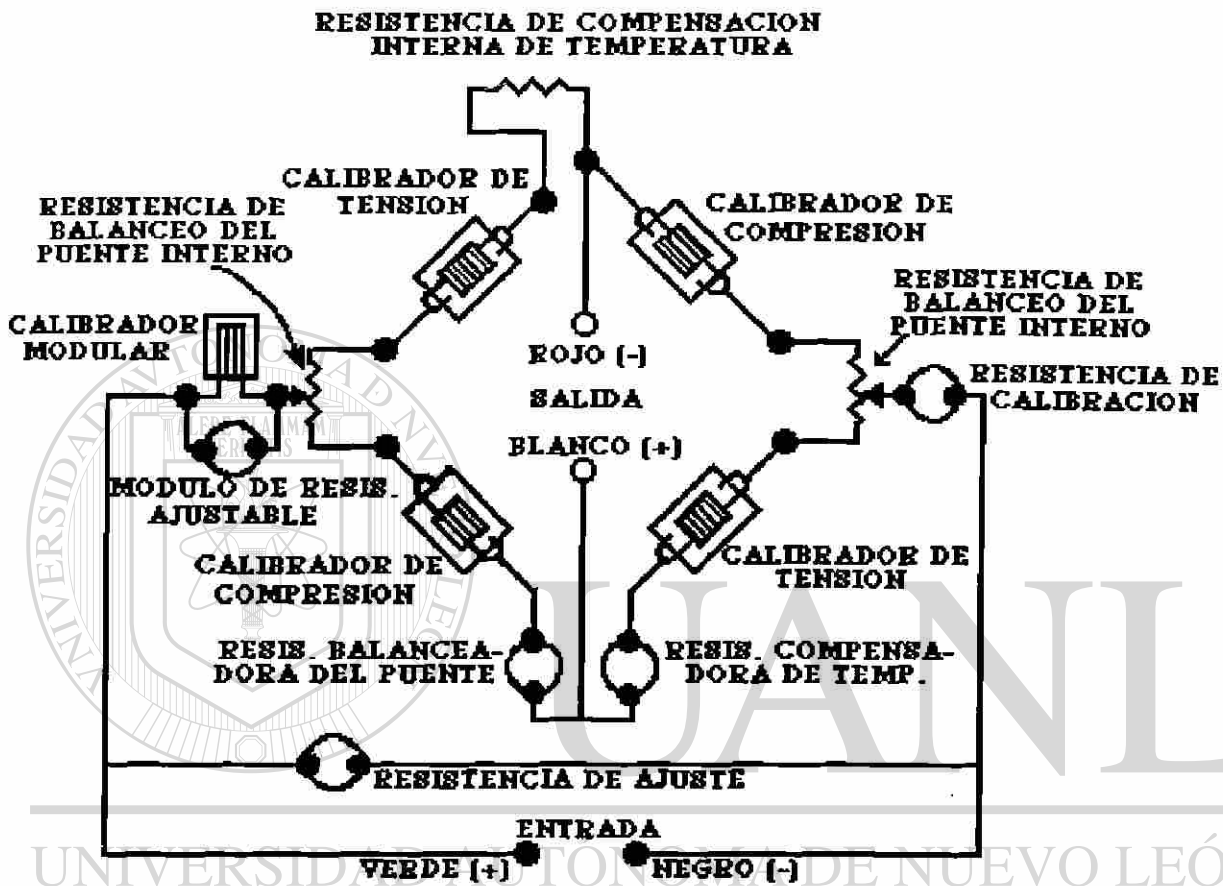 RESISTENCIA DE COMPENSACION
INTERNA DE TEMPERATURA
CALIBRADOR DE
TENSION
RESISTENCIA DE
BALANCEO DEL
PUENTE INTERNO
CALIBRADOR DE
COMPRESION
RESISTENCIA DE
BALANCEO DEL
PUENTE INTERNO
CALIBRADOR
MODULAR
ROJO (-)
SALIDA
BLANCO (+)
RESISTENCIA DE
CALIBRACION
MODULO DE RESIS.
AJUSTABLE
CALIBRADOR DE
COMPRESION
CALIBRADOR DE
TENSION
RESIS. BALANCEA-
DORA DEL PUENTE
RESIS. COMPENSA-
DORA DE TEMP.
RESISTENCIA DE AJUSTE
ENTRADA
VERDE (+)
NEGRO (-)
UANL
UNIVERSIDAD AUTÓNOMA DE NUEVO LEÓ